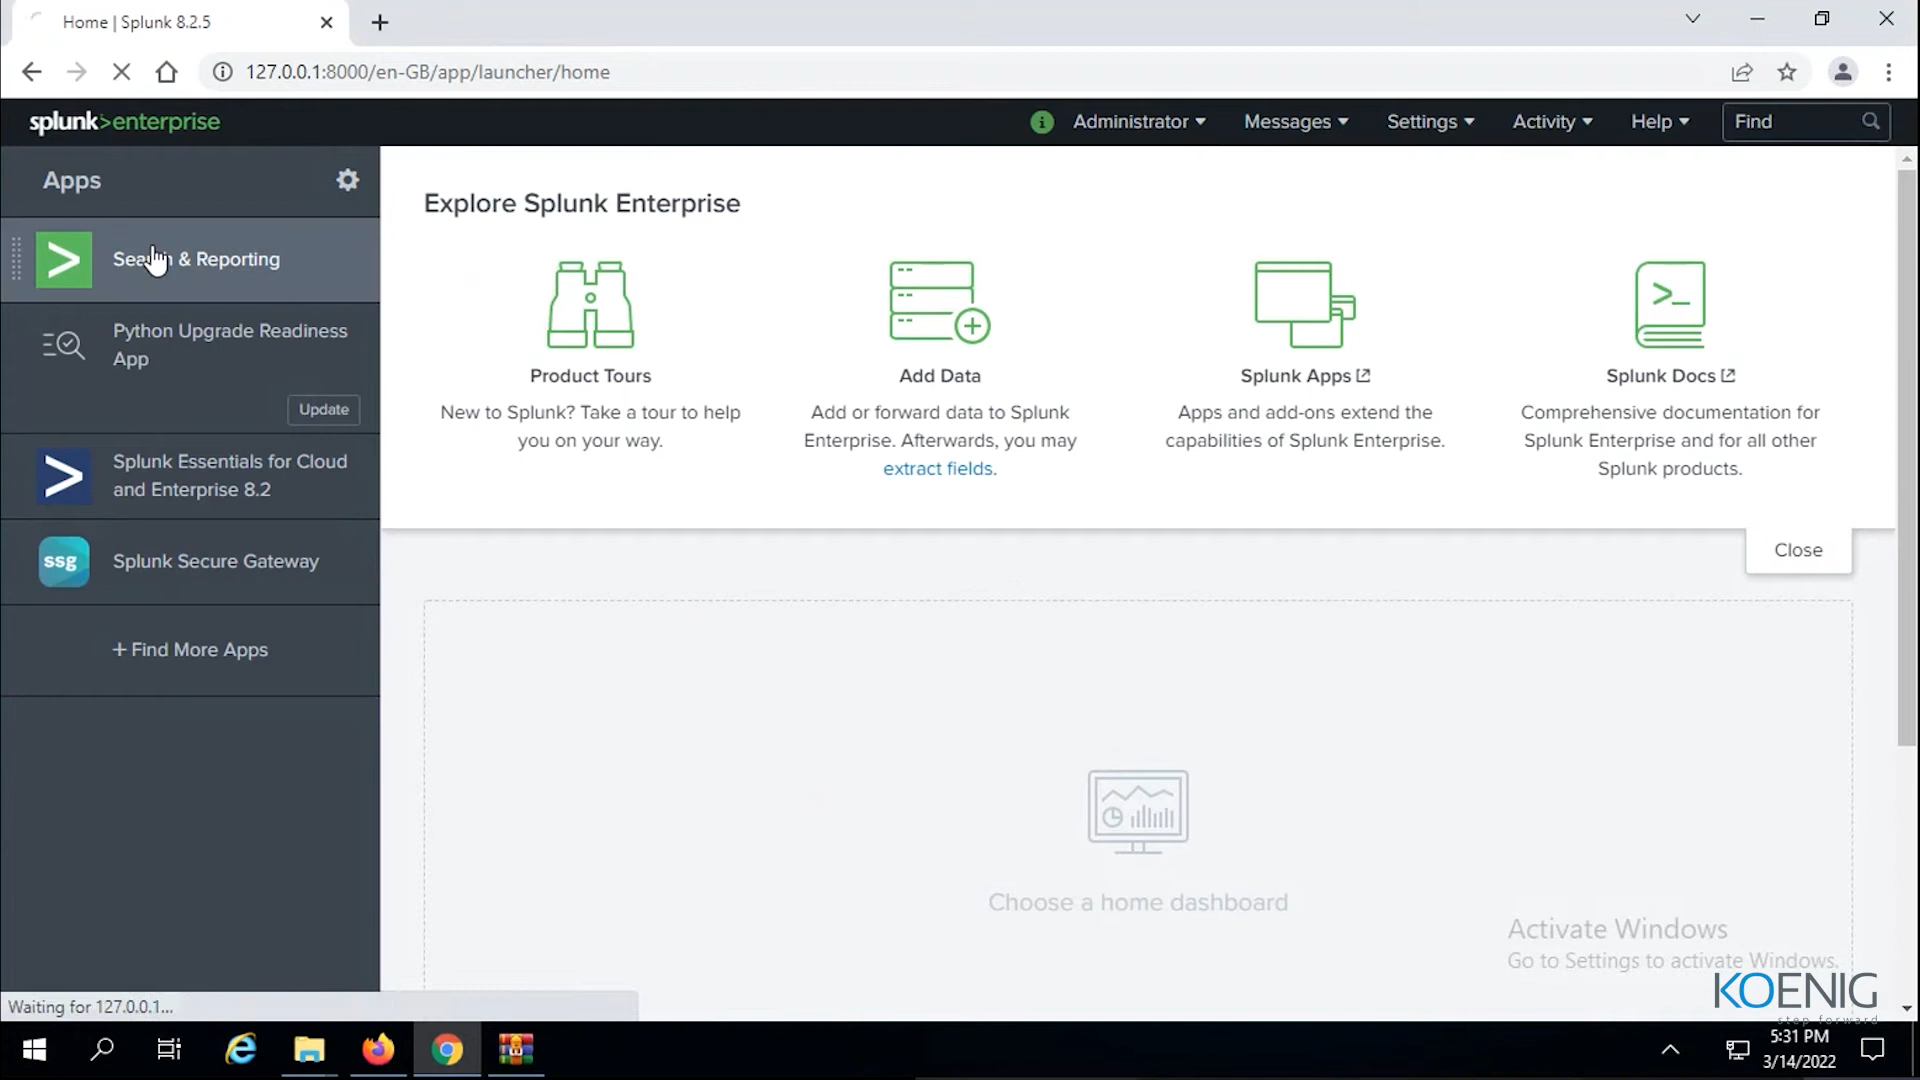 Home | Splunk 8.2.5
127.0.0.1:8000/en-GB/app/launcher/home
splunk>enterprise
i
Administrator
Messages
Settings
Activity
Help
Find
Apps
Search & Reporting
Python Upgrade Readiness
App
Update
Splunk Essentials for Cloud
and Enterprise 8.2
ssg
Splunk Secure Gateway
+ Find More Apps
Explore Splunk Enterprise
Product Tours
New to Splunk? Take a tour to help
you on your way.
Add Data
Add or forward data to Splunk
Enterprise. Afterwards, you may
extract fields.
Splunk Apps
Apps and add-ons extend the
capabilities of Splunk Enterprise.
Splunk Docs
Comprehensive documentation for
Splunk Enterprise and for all other
Splunk products.
Close
Choose a home dashboard
Activate Windows
Go to Settings to activate Windows.
KOENIG
step forward
Waiting for 127.0.0.1...
5:31 PM
3/14/2022